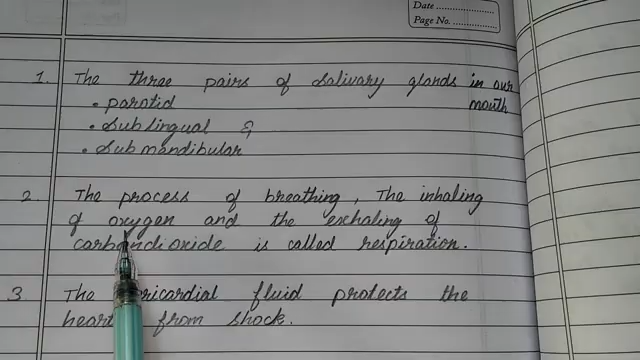 Date ...............
Page No. ...............
1. The three pairs of salivary glands in our
• parotid mouth
• Sublingual &
• Submandibular
2. The process of breathing, The inhaling
of oxygen and the exhaling of
carbondioxide is called respiration.
3 The ricardial fluid protects the
heart from shock.